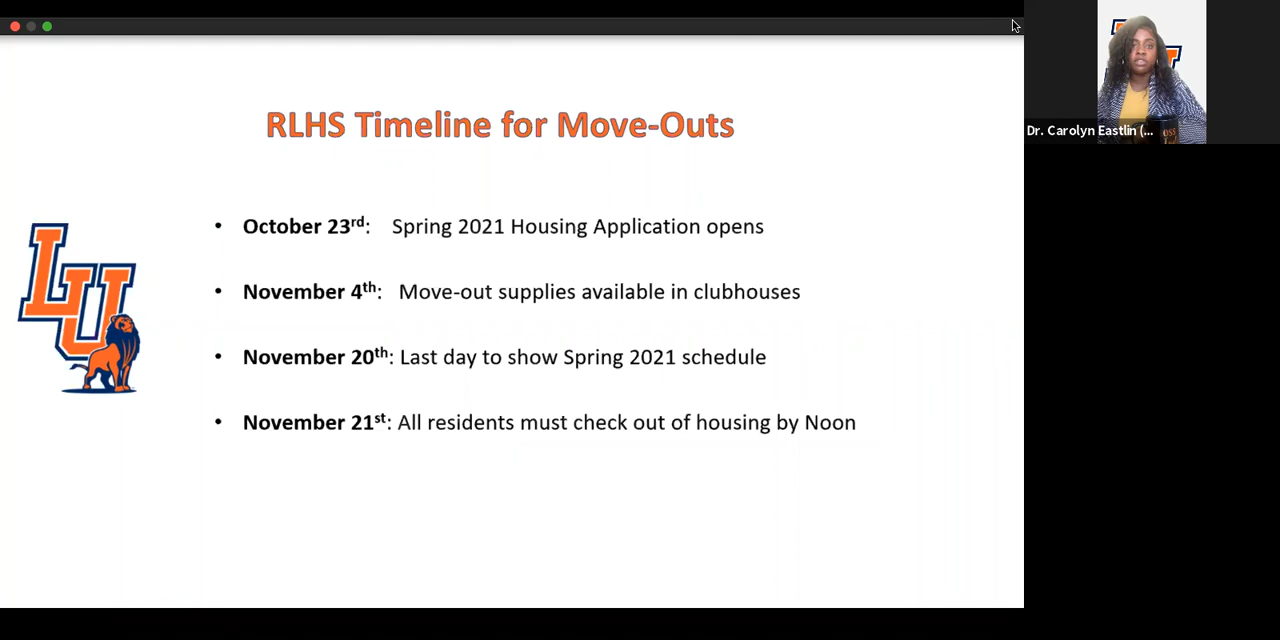 RLHS Timeline for Move-Outs
• October 23rd: Spring 2021 Housing Application opens
• November 4th: Move-out supplies available in clubhouses
• November 20th: Last day to show Spring 2021 schedule
• November 21st: All residents must check out of housing by Noon
LU
Dr. Carolyn Eastlin (...